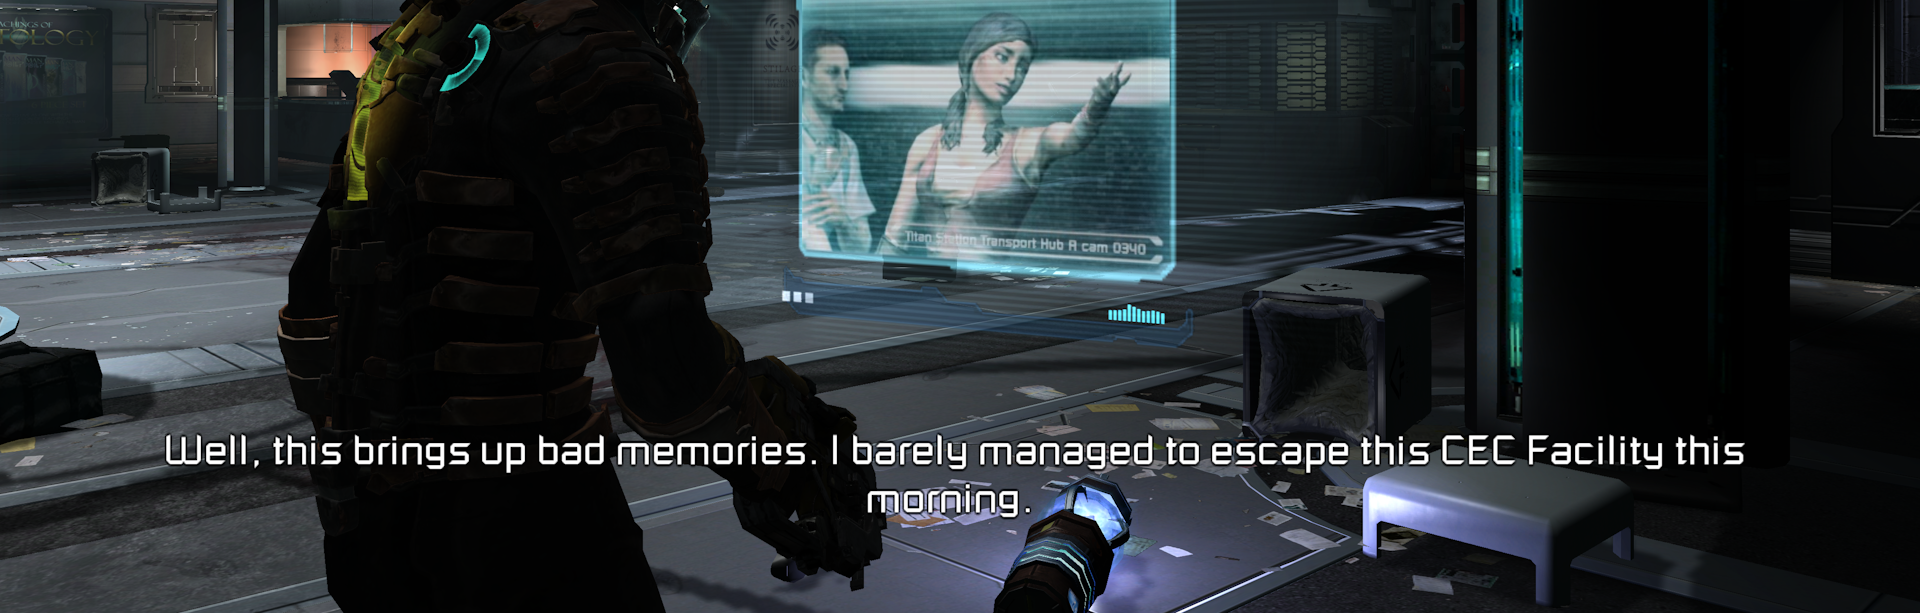 TOLOGY
Titan Station Transport Hub A cam 0340
Well, this brings up bad memories. I barely managed to escape this CEC Facility this
morning.